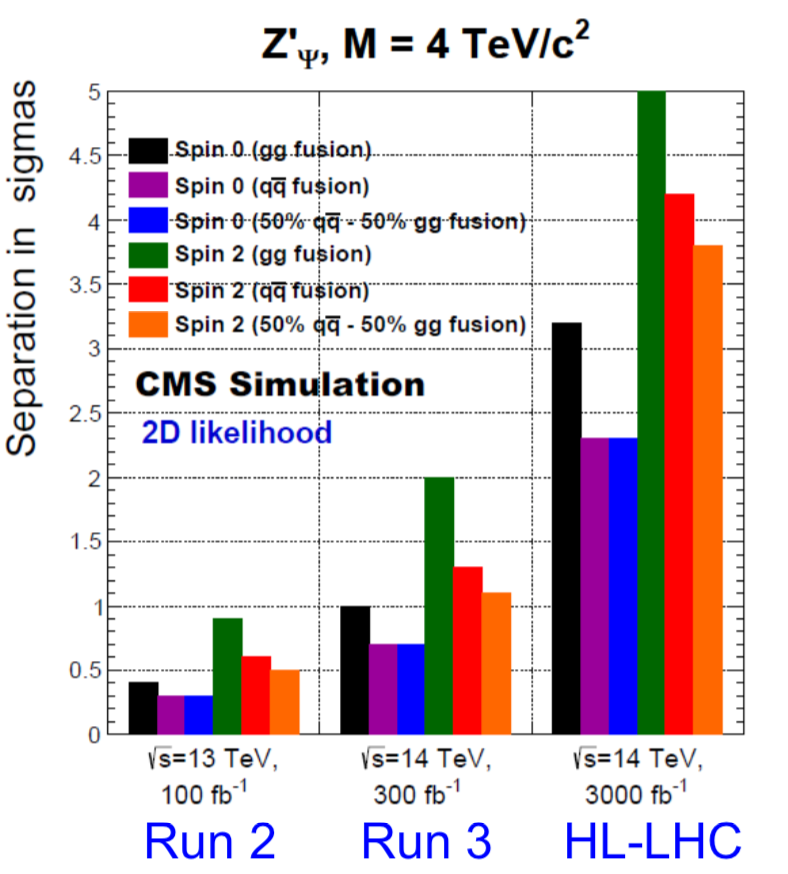 Z'Ψ, M = 4 TeV/c²
Separation in sigmas
5
4.5
4
3.5
3
2.5
2
1.5
1
0.5
0
Spin 0 (gg fusion)
Spin 0 (qq̅ fusion)
Spin 0 (50% qq̅ - 50% gg fusion)
Spin 2 (gg fusion)
Spin 2 (qq̅ fusion)
Spin 2 (50% qq̅ - 50% gg fusion)
CMS Simulation
2D likelihood
√s=13 TeV,
100 fb⁻¹
Run 2
√s=14 TeV,
300 fb⁻¹
Run 3
√s=14 TeV,
3000 fb⁻¹
HL-LHC